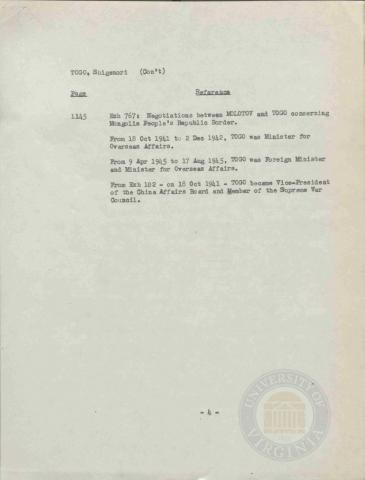 TOGO, Shigenori (Con't)
Page Reference
1145 Exh 767: Negotiations between MOLOTOV and TOGO concerning
Mongolia People's Republic Border.
From 18 Oct 1941 to 2 Dec 1942, TOGO was Minister for
Overseas Affairs.
From 9 Apr 1945 to 17 Aug 1945, TOGO was Foreign Minister
and Minister for Overseas Affairs.
From Exh 182 - on 18 Oct 1941 - TOGO became Vice-President
of the China Affairs Board and Member of the Supreme War
Council.
- 4 -
UNIVERSITY OF
VIRGINIA